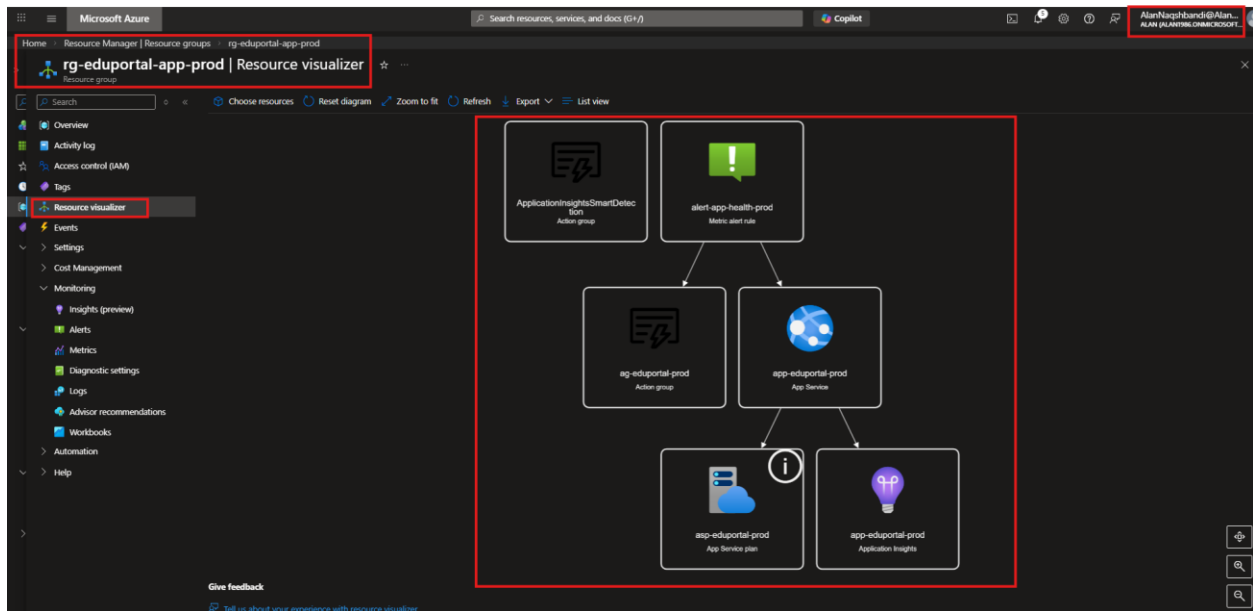 Microsoft Azure
Search resources, services, and docs (G+/)
Copilot
3
AlanNaqshbandi@Alan...
ALAN (ALAN1986.ONMICROSOFT...
Home > Resource Manager | Resource groups > rg-eduportal-app-prod
rg-eduportal-app-prod | Resource visualizer
Resource group
Search
Choose resources
Reset diagram
Zoom to fit
Refresh
Export
List view
Overview
Activity log
Access control (IAM)
Tags
Resource visualizer
Events
Settings
Cost Management
Monitoring
Insights (preview)
Alerts
Metrics
Diagnostic settings
Logs
Advisor recommendations
Workbooks
Automation
Help
ApplicationInsightsSmartDetec
tion
Action group
alert-app-health-prod
Metric alert rule
ag-eduportal-prod
Action group
app-eduportal-prod
App Service
asp-eduportal-prod
App Service plan
app-eduportal-prod
Application Insights
Give feedback
Tell us about your experience with resource visualizer